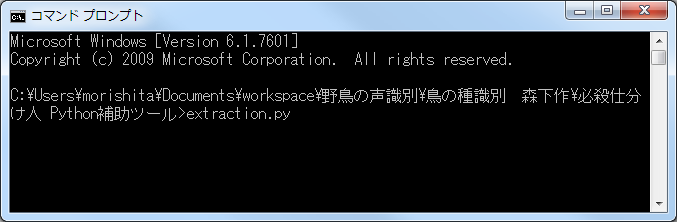 コマンド プロンプト
Microsoft Windows [Version 6.1.7601]
Copyright (c) 2009 Microsoft Corporation.  All rights reserved.
C:¥Users¥morishita¥Documents¥workspace¥野鳥の声識別¥鳥の種識別　森下作¥必殺仕分
け人 Python補助ツール>extraction.py